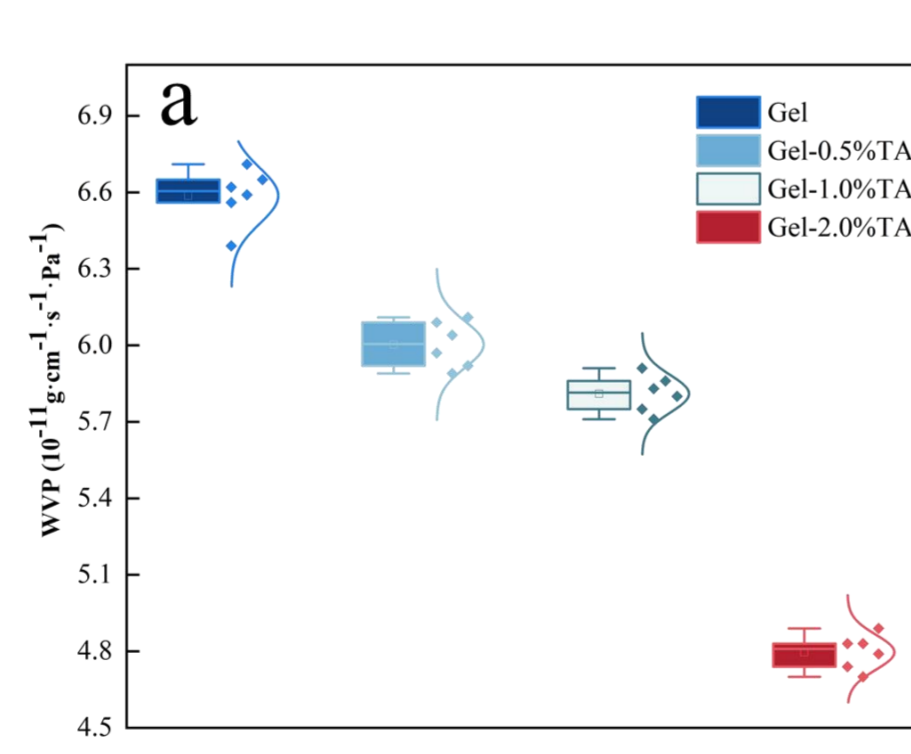 a
6.9
6.6
6.3
6.0
5.7
5.4
5.1
4.8
4.5
WVP (10⁻¹¹g·cm⁻¹·s⁻¹·Pa⁻¹)
Gel
Gel-0.5%TA
Gel-1.0%TA
Gel-2.0%TA